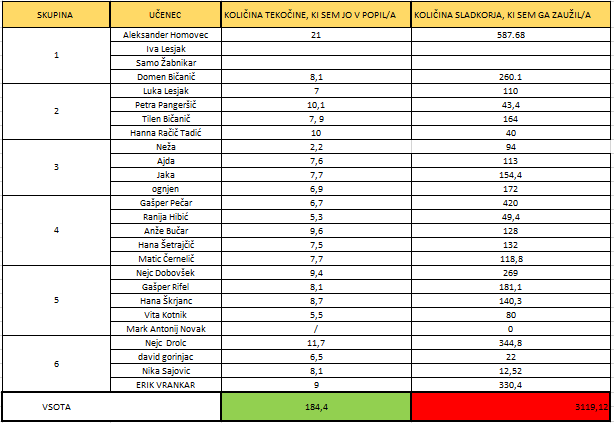 SKUPINA UČENEC KOLIČINA TEKOČINE, KI SEM JO V POPIL/A KOLIČINA SLADKORJA, KI SEM GA ZAUŽIL/A
1 Aleksander Homovec 21 587.68
Iva Lesjak
Samo Žabnikar
Domen Bičanič 8,1 260.1
2 Luka Lesjak 7 110
Petra Pangeršič 10,1 43,4
Tilen Bičanič 7, 9 164
Hanna Račič Tadić 10 40
3 Neža 2,2 94
Ajda 7,6 113
Jaka 7,7 154,4
ognjen 6,9 172
4 Gašper Pečar 6,7 420
Ranija Hibić 5,3 49,4
Anže Bučar 9,6 128
Hana Šetrajčič 7,5 132
Matic Černelič 7,7 118,8
5 Nejc Dobovšek 9,4 269
Gašper Rifel 8,1 181,1
Hana Škrjanc 8,7 140,3
Vita Kotnik 5,5 80
Mark Antonij Novak / 0
6 Nejc Drolc 11,7 344,8
david gorinjac 6,5 22
Nika Sajovic 8,1 12,52
ERIK VRANKAR 9 330,4
VSOTA 184,4 3119,12